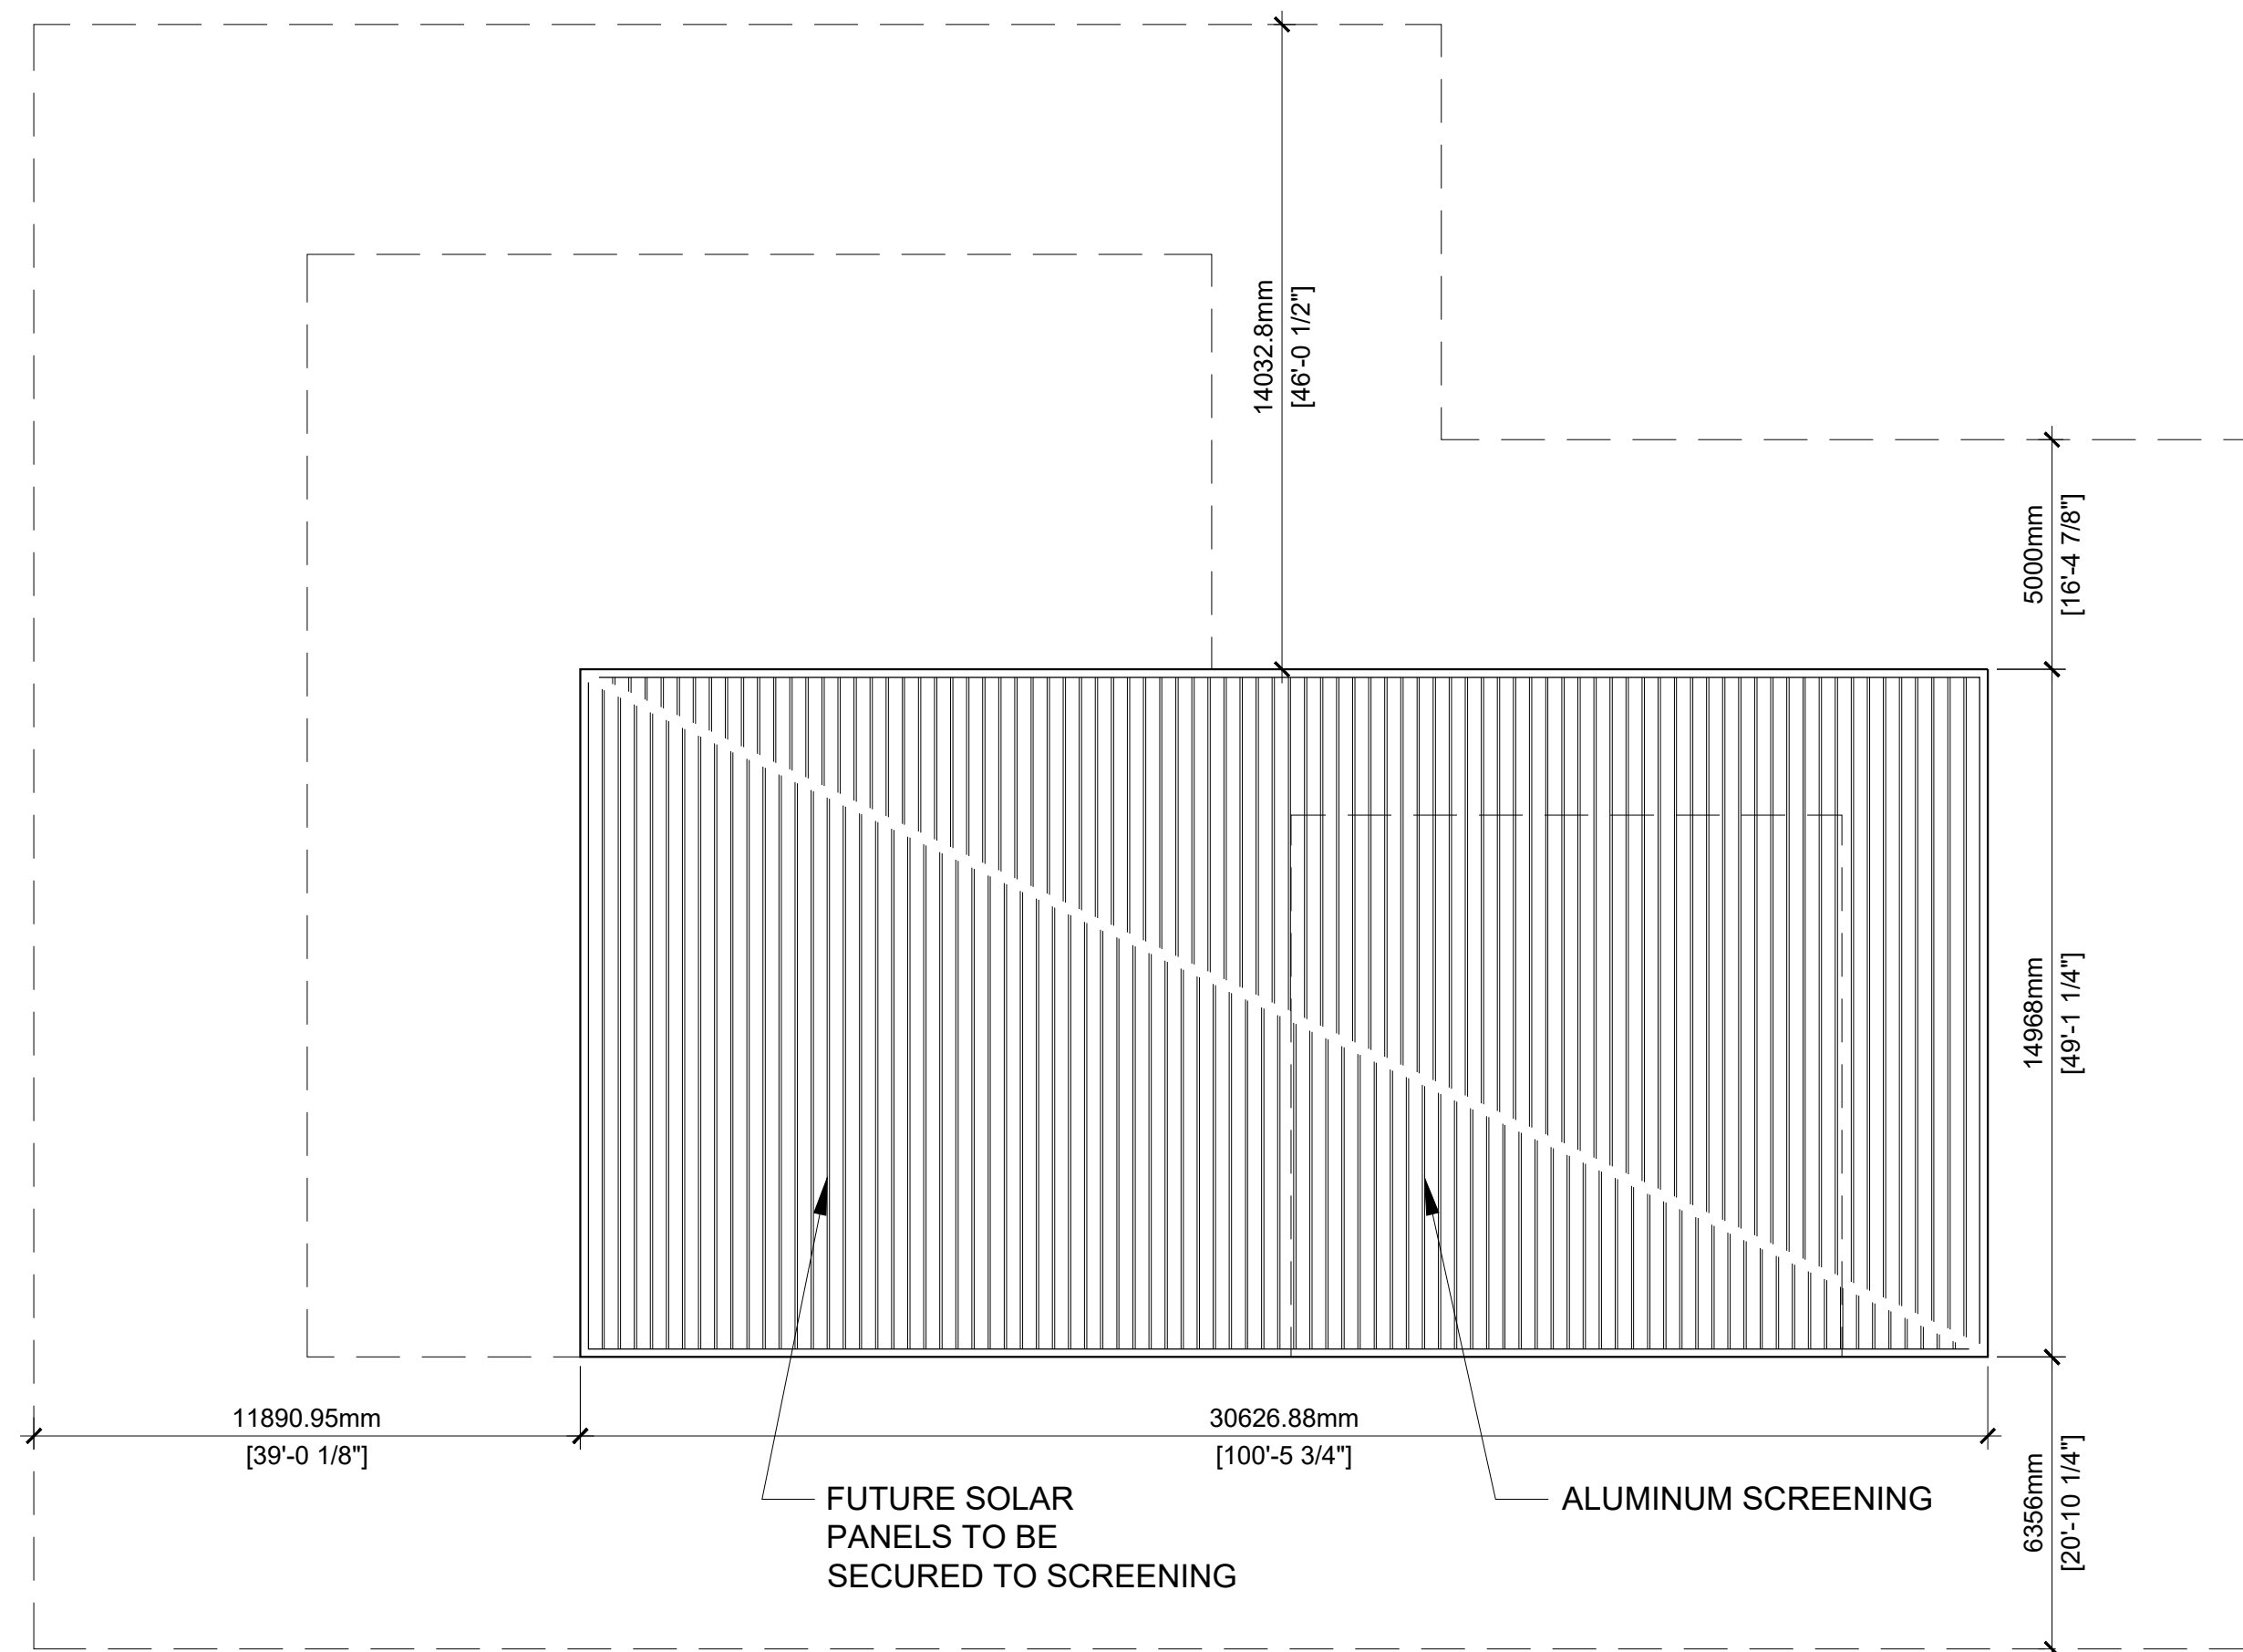 14032.8mm
[46'-0 1/2"]
5000mm
[16'-4 7/8"]
14968mm
[49'-1 1/4"]
11890.95mm
[39'-0 1/8"]
30626.88mm
[100'-5 3/4"]
6356mm
[20'-10 1/4"]
FUTURE SOLAR
PANELS TO BE
SECURED TO SCREENING
ALUMINUM SCREENING